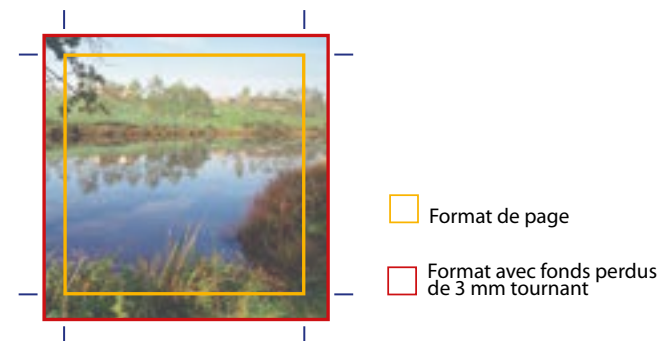 Format de page
Format avec fonds perdus
de 3 mm tournant